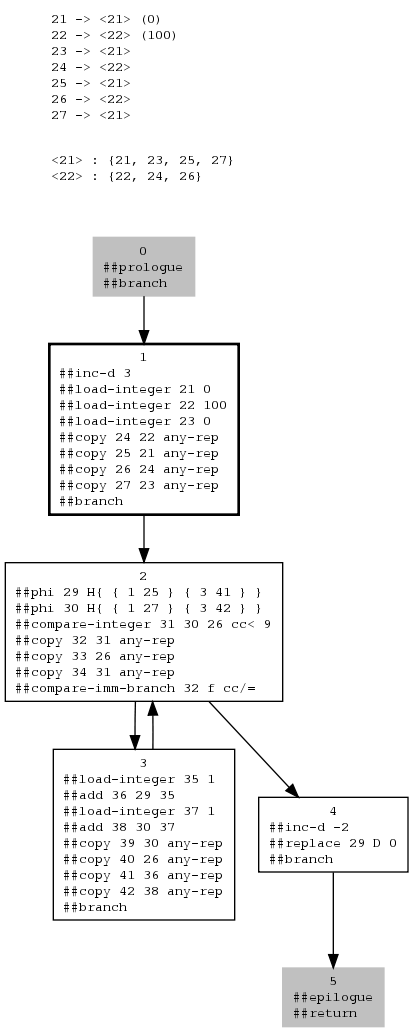 21 -> <21> (0)
22 -> <22> (100)
23 -> <21>
24 -> <22>
25 -> <21>
26 -> <22>
27 -> <21>
<21> : {21, 23, 25, 27}
<22> : {22, 24, 26}
0
##prologue
##branch
1
##inc-d 3
##load-integer 21 0
##load-integer 22 100
##load-integer 23 0
##copy 24 22 any-rep
##copy 25 21 any-rep
##copy 26 24 any-rep
##copy 27 23 any-rep
##branch
2
##phi 29 H{ { 1 25 } { 3 41 } }
##phi 30 H{ { 1 27 } { 3 42 } }
##compare-integer 31 30 26 cc< 9
##copy 32 31 any-rep
##copy 33 26 any-rep
##copy 34 31 any-rep
##compare-imm-branch 32 f cc/=
3
##load-integer 35 1
##add 36 29 35
##load-integer 37 1
##add 38 30 37
##copy 39 30 any-rep
##copy 40 26 any-rep
##copy 41 36 any-rep
##copy 42 38 any-rep
##branch
4
##inc-d -2
##replace 29 D 0
##branch
5
##epilogue
##return